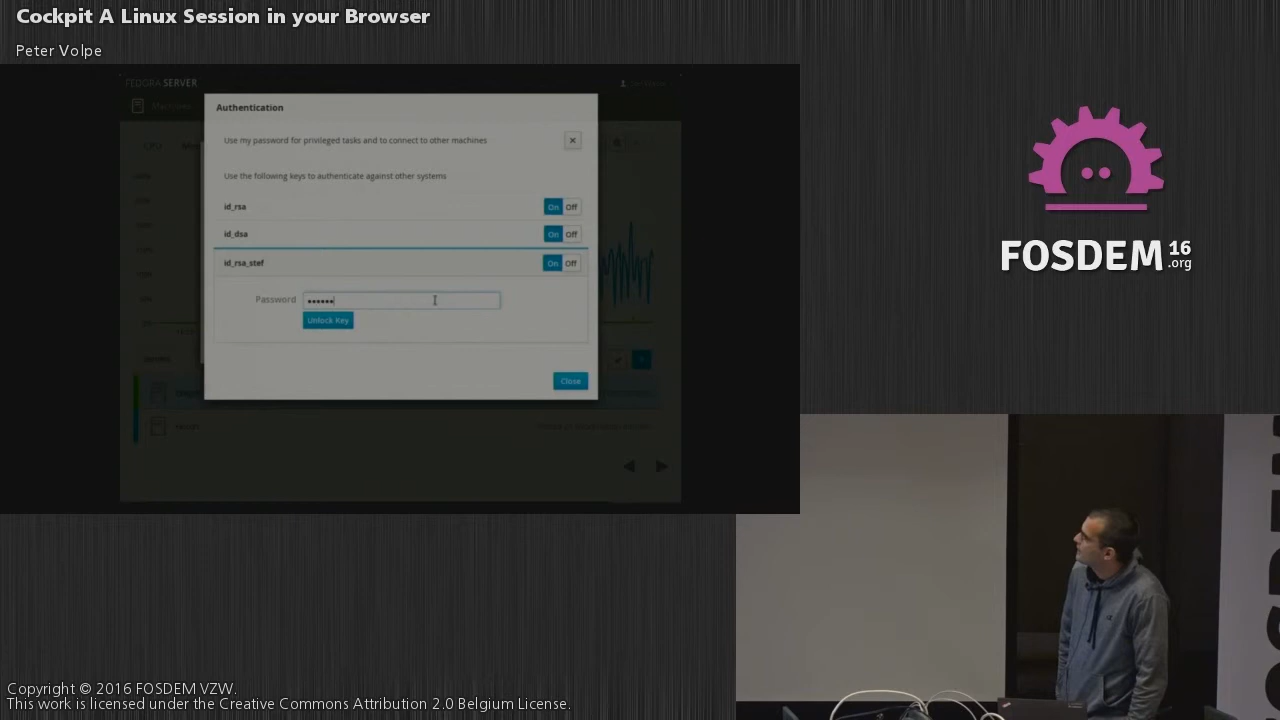 Cockpit A Linux Session in your Browser
Peter Volpe
FEDORA SERVER
Machines
Authentication
Use my password for privileged tasks and to connect to other machines
Use the following keys to authenticate against other systems
id_rsa
On Off
id_dsa
On Off
id_rsa_stef
On Off
Password
Unlock Key
Close
FOSDEM 16
.org
Copyright © 2016 FOSDEM VZW.
This work is licensed under the Creative Commons Attribution 2.0 Belgium License.